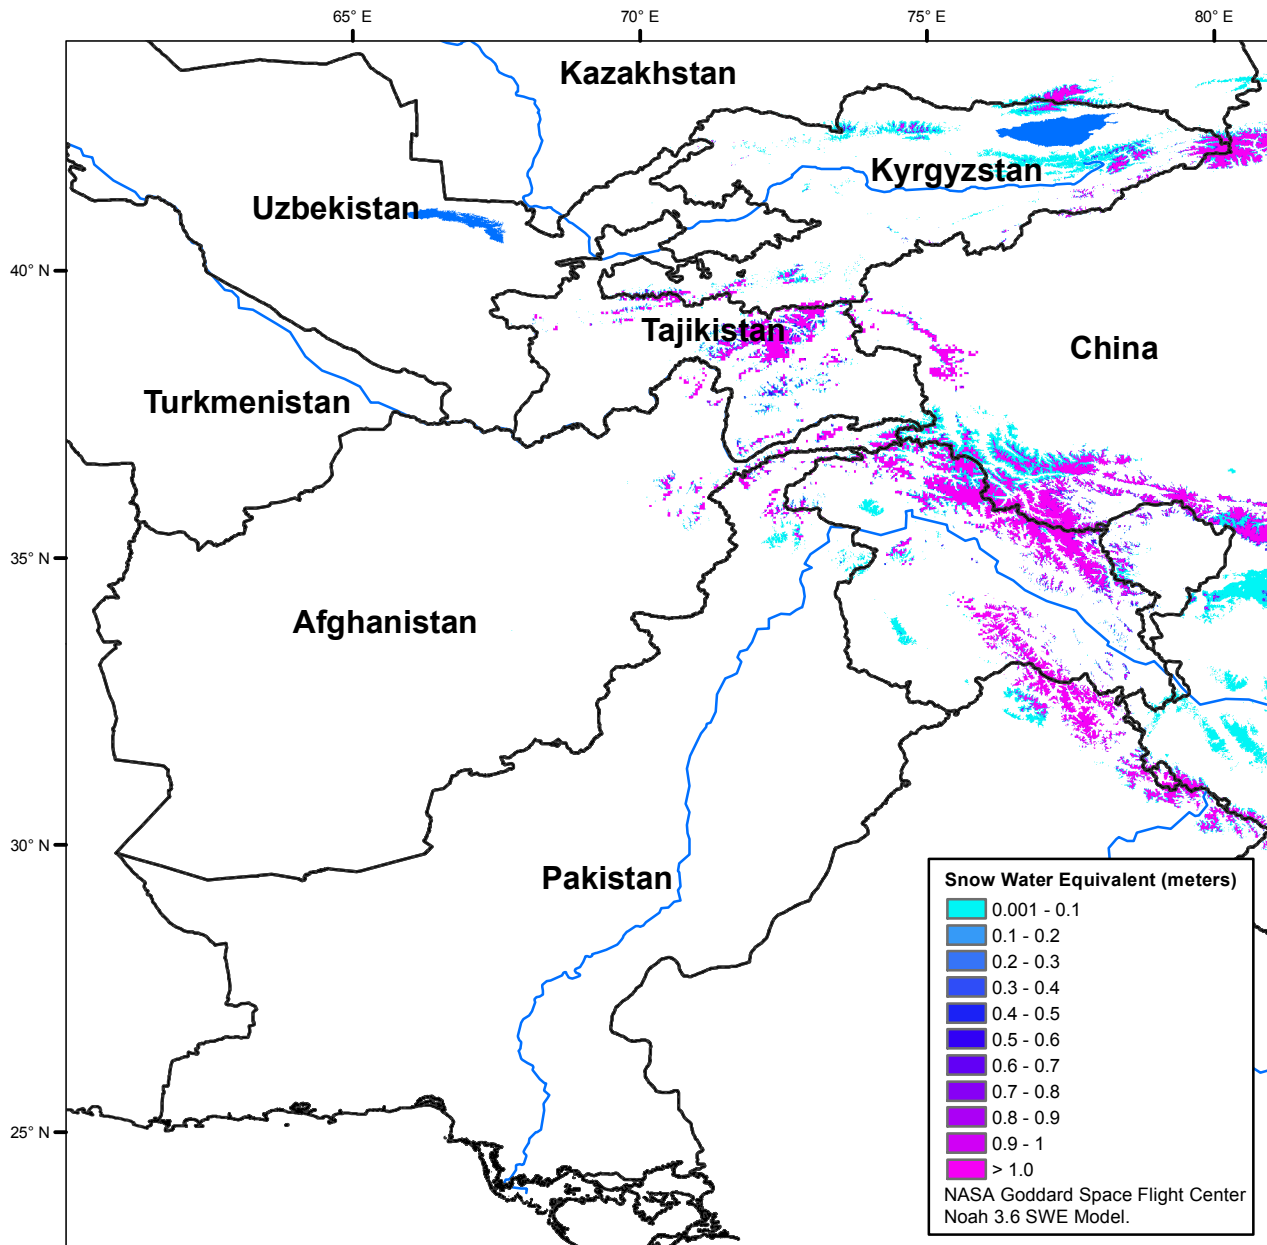 65° E
70° E
75° E
80° E
Kazakhstan
Kyrgyzstan
Uzbekistan
40° N
Tajikistan
China
Turkmenistan
35° N
Afghanistan
30° N
Pakistan
25° N
Snow Water Equivalent (meters)
0.001 - 0.1
0.1 - 0.2
0.2 - 0.3
0.3 - 0.4
0.4 - 0.5
0.5 - 0.6
0.6 - 0.7
0.7 - 0.8
0.8 - 0.9
0.9 - 1
> 1.0
NASA Goddard Space Flight Center
Noah 3.6 SWE Model.